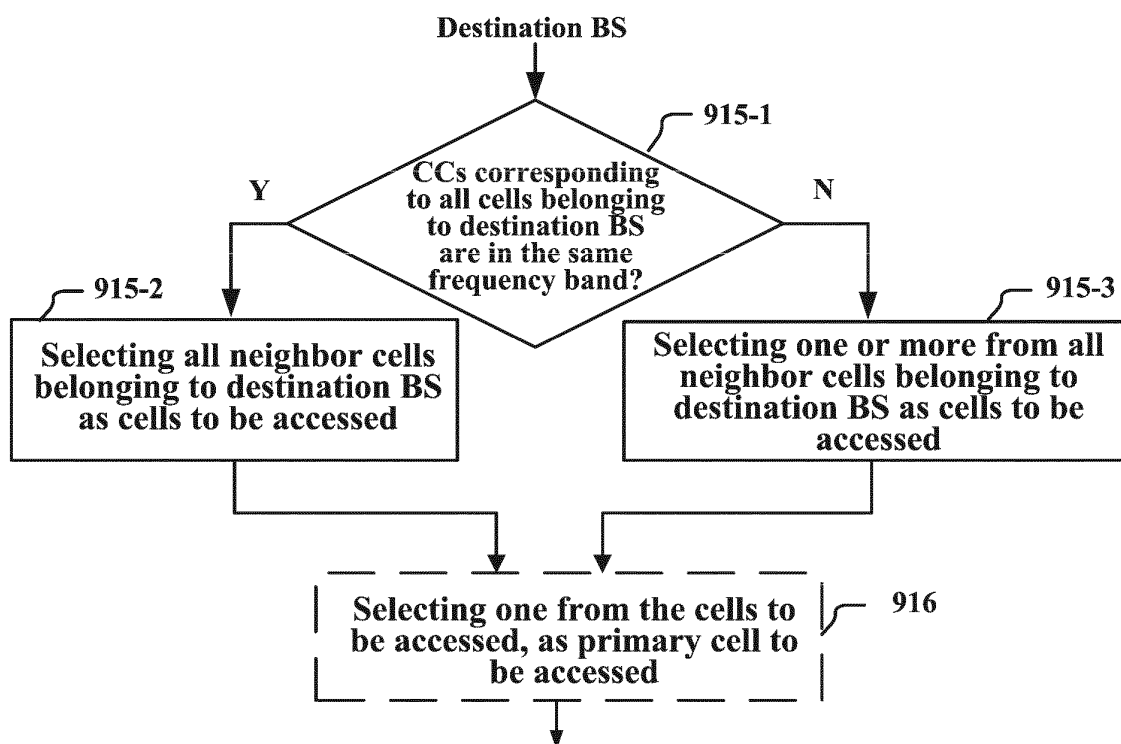 Destination BS
915-1
CCs corresponding
to all cells belonging
to destination BS
are in the same
frequency band?
Y
N
915-2
915-3
Selecting all neighbor cells
belonging to destination BS
as cells to be accessed
Selecting one or more from all
neighbor cells belonging to
destination BS as cells to be
accessed
916
Selecting one from the cells to
be accessed, as primary cell to
be accessed